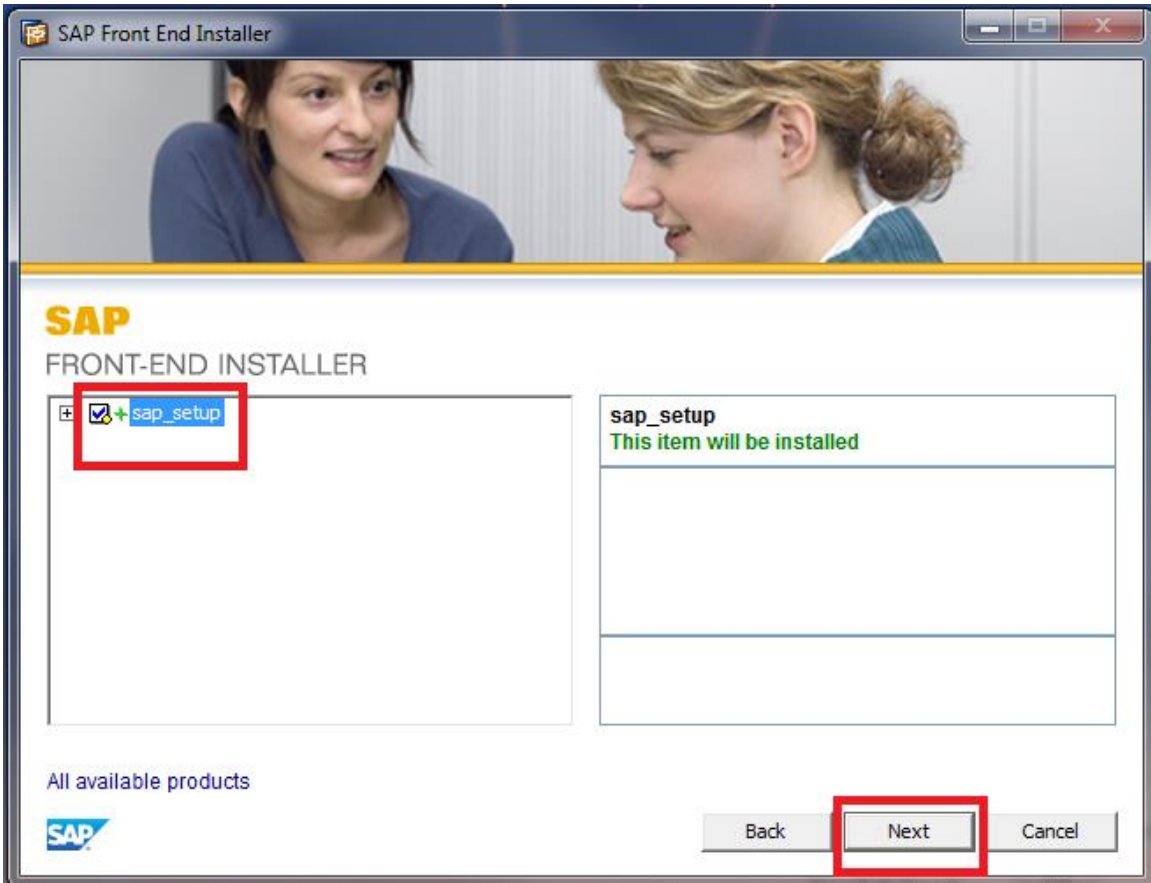 SAP Front End Installer
SAP
FRONT-END INSTALLER
sap_setup
sap_setup
This item will be installed
All available products
SAP
Back
Next
Cancel